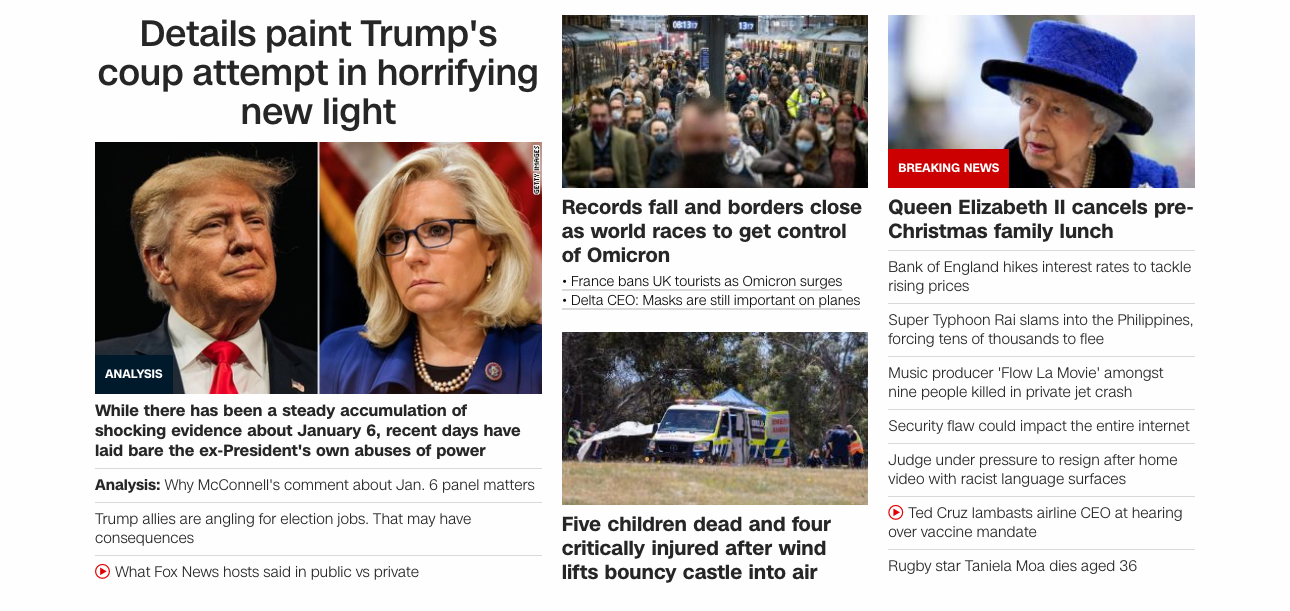 Details paint Trump's
coup attempt in horrifying
new light
GETTY IMAGES
ANALYSIS
While there has been a steady accumulation of
shocking evidence about January 6, recent days have
laid bare the ex-President's own abuses of power
Analysis: Why McConnell's comment about Jan. 6 panel matters
Trump allies are angling for election jobs. That may have
consequences
What Fox News hosts said in public vs private
08:13
Records fall and borders close
as world races to get control
of Omicron
• France bans UK tourists as Omicron surges
• Delta CEO: Masks are still important on planes
Five children dead and four
critically injured after wind
lifts bouncy castle into air
BREAKING NEWS
Queen Elizabeth II cancels pre-
Christmas family lunch
Bank of England hikes interest rates to tackle
rising prices
Super Typhoon Rai slams into the Philippines,
forcing tens of thousands to flee
Music producer 'Flow La Movie' amongst
nine people killed in private jet crash
Security flaw could impact the entire internet
Judge under pressure to resign after home
video with racist language surfaces
Ted Cruz lambasts airline CEO at hearing
over vaccine mandate
Rugby star Taniela Moa dies aged 36